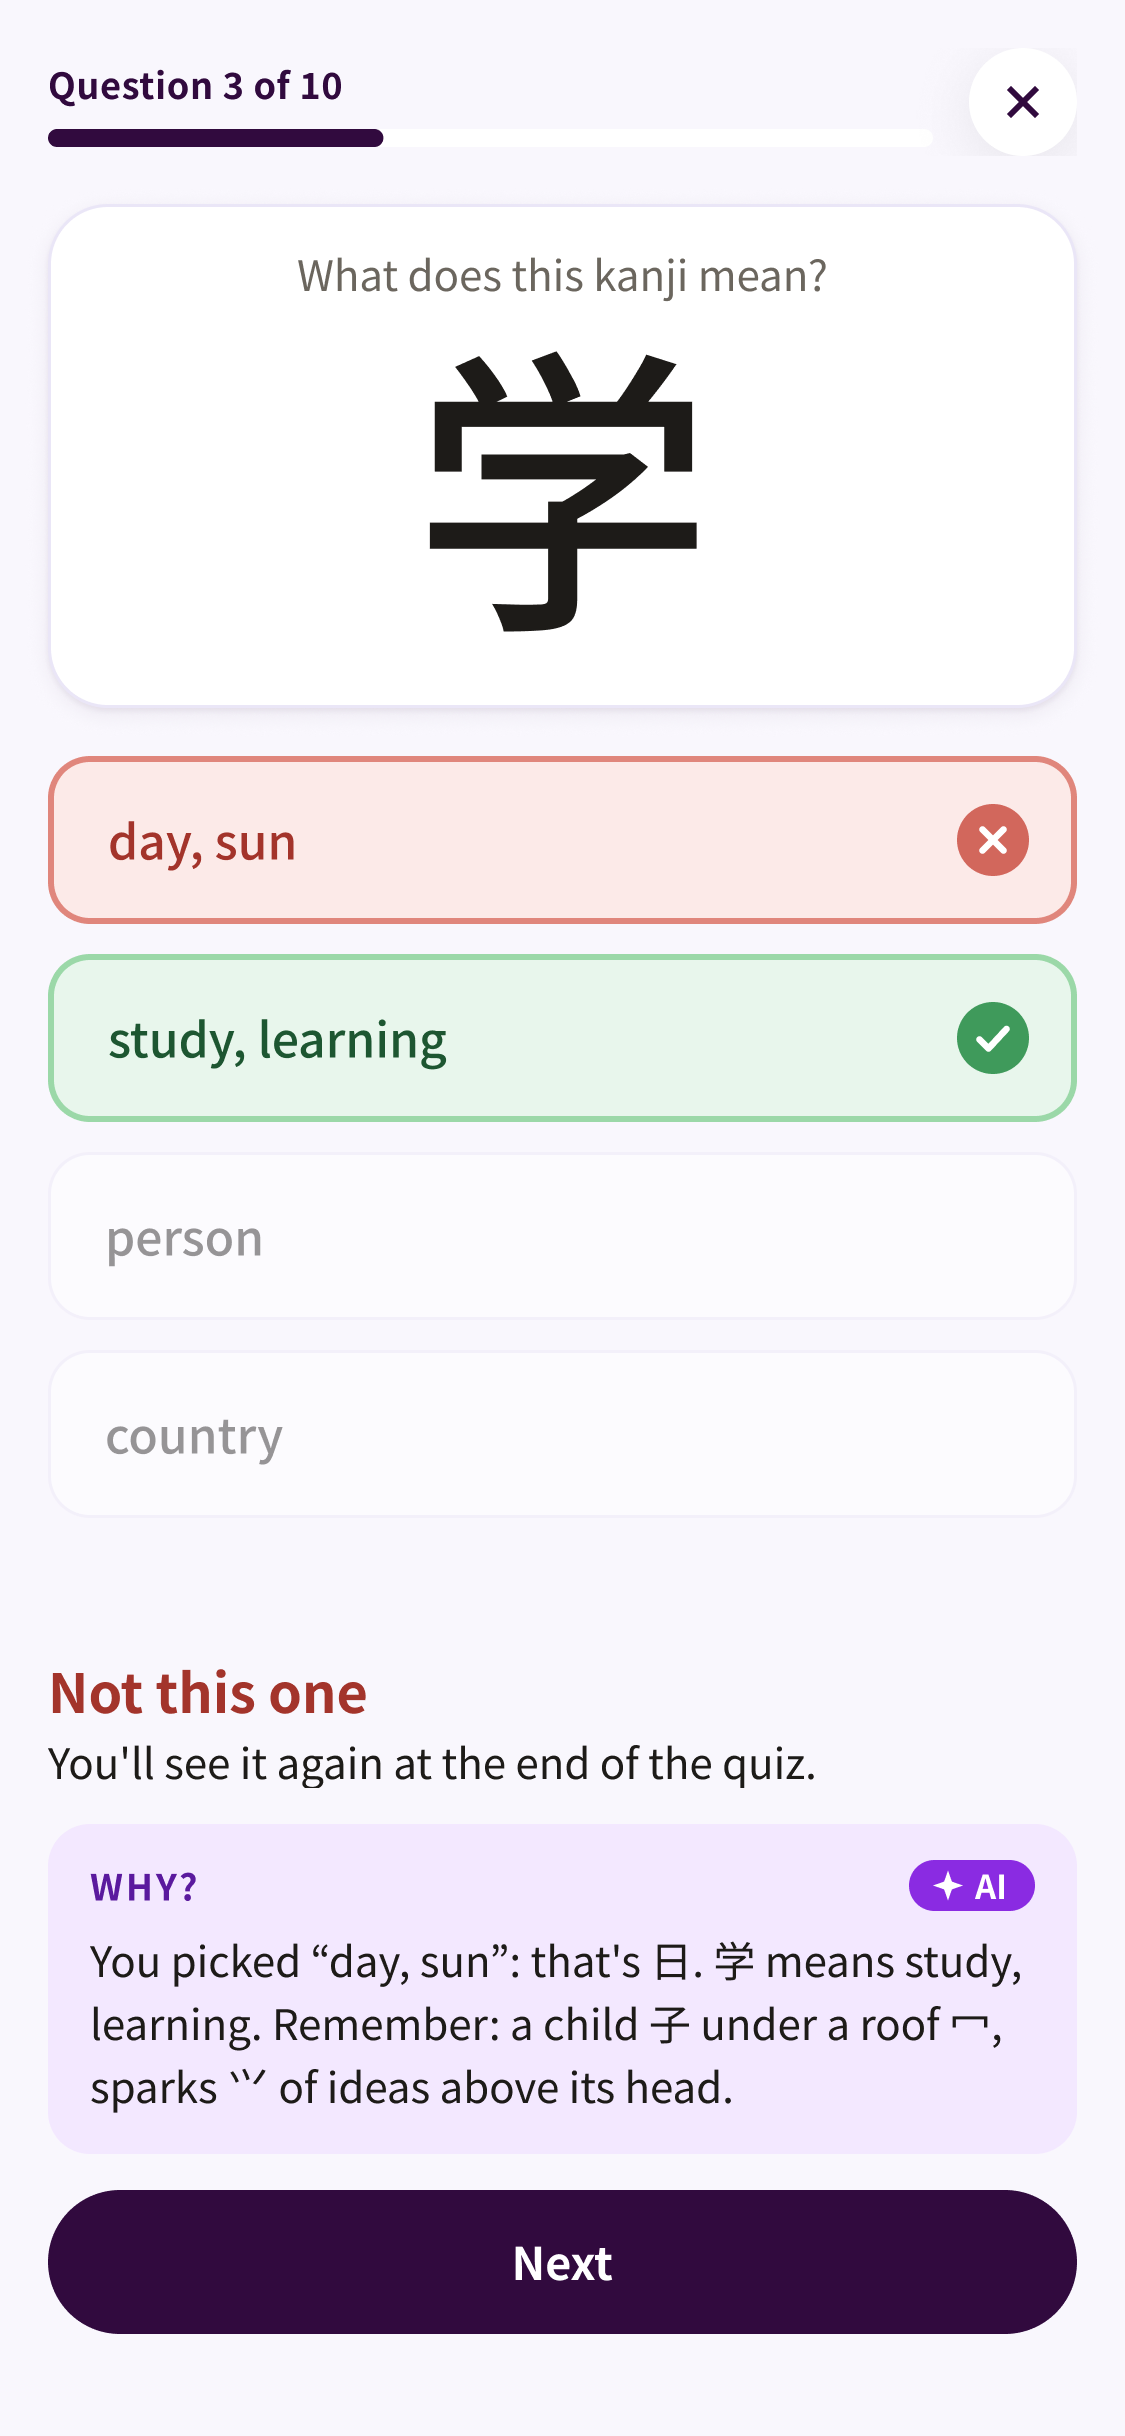 Question 3 of 10
What does this kanji mean?
学
day, sun
study, learning
person
country
Not this one
You'll see it again at the end of the quiz.
WHY?
AI
You picked “day, sun”: that's 日. 学 means study,
learning. Remember: a child 子 under a roof 冖,
sparks ⺍ of ideas above its head.
Next